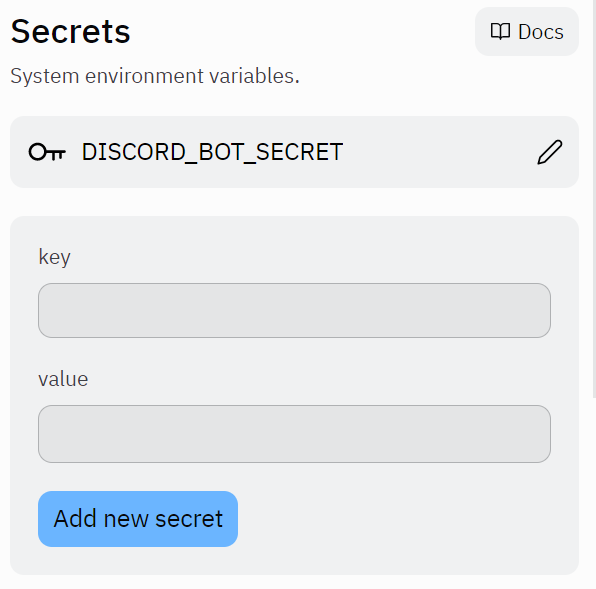 Secrets
Docs
System environment variables.
DISCORD_BOT_SECRET
key
value
Add new secret